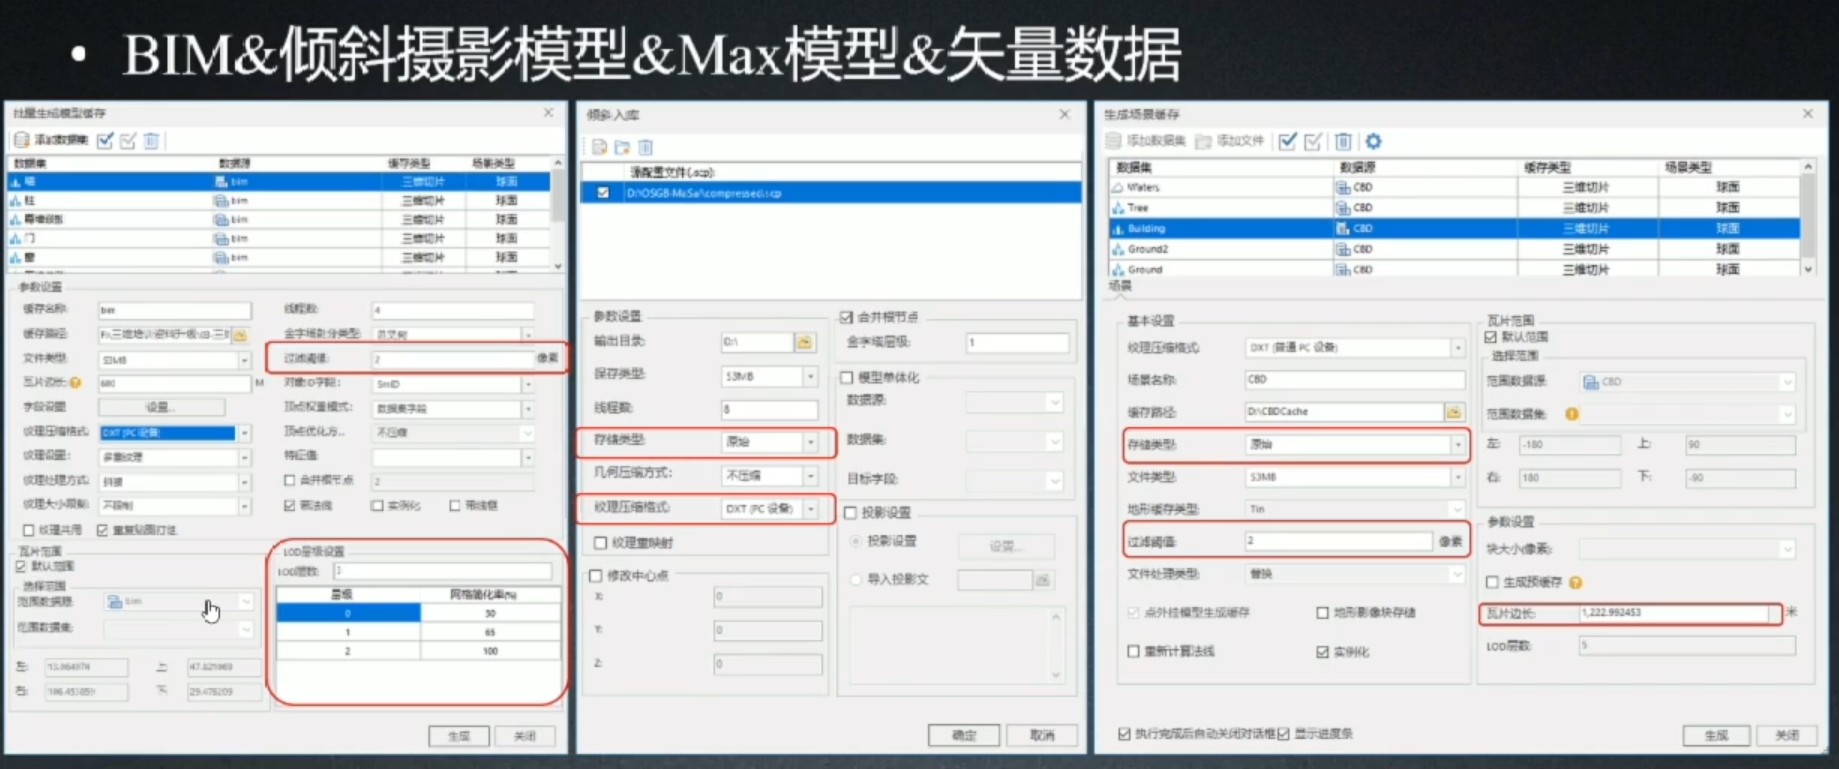 • BIM&倾斜摄影模型&Max模型&矢量数据
批量生成模型缓存
添加数据集
数据集 数据源 缓存类型 场景类型
墙 bim 三维切片 球面
柱 bim 三维切片 球面
幕墙嵌板 bim 三维切片 球面
门 bim 三维切片 球面
窗 bim 三维切片 球面
参数设置
缓存名称: bim 线程数: 4
缓存路径: 金字塔剖分类型: 四叉树
文件类型: S3MB 过滤阈值: 2 像素
瓦片边长: 680 M 对象ID字段: SmID
字段设置 设置... 顶点权重模式: 数据集字段
纹理压缩格式: DXT (PC 设备) 顶点优化方... 不压缩
纹理设置: 多重纹理 特征值:
纹理处理方式: 拼接 合并根节点 2
纹理大小限制: 不限制 带法线 实例化 带线框
纹理共用 重复贴图打包
瓦片范围 LOD层级设置
默认范围 LOD层数: 3
选择范围 层级 网格简化率(%)
范围数据源: bim 0 30
范围数据集: 1 65
2 100
左: 上: 47.821969
右: 下: 29.478209
生成 关闭
倾斜入库
源配置文件(.scp):
D:\OSGB-MaSai\compressed.scp
参数设置 合并根节点
输出目录: D:\ 金字塔层级: 1
保存类型: S3MB 模型单体化
线程数: 8 数据源:
存储类型: 原始 数据集:
几何压缩方式: 不压缩 目标字段:
纹理压缩格式: DXT (PC 设备) 投影设置
纹理重映射 投影设置 设置...
修改中心点 导入投影文
X: 0
Y: 0
Z: 0
确定 取消
生成场景缓存
添加数据集 添加文件
数据集 数据源 缓存类型 场景类型
Waters CBD 三维切片 球面
Tree CBD 三维切片 球面
Building CBD 三维切片 球面
Ground2 CBD 三维切片 球面
Ground CBD 三维切片 球面
场景
基本设置 瓦片范围
纹理压缩格式: DXT (普通 PC 设备) 默认范围
场景名称: CBD 选择范围
缓存路径: D:\CBDCache 范围数据源: CBD
存储类型: 原始 范围数据集:
文件类型: S3MB 左: -180 上: 90
地形缓存类型: Tin 右: 180 下: -90
过滤阈值: 2 像素 参数设置
文件处理类型: 替换 块大小(像素):
点外挂模型生成缓存 地形影像块存储 生成预缓存
重新计算法线 实例化 瓦片边长: 1,222.992453 米
LOD层数: 5
执行完成后自动关闭对话框 显示进度条 生成 关闭